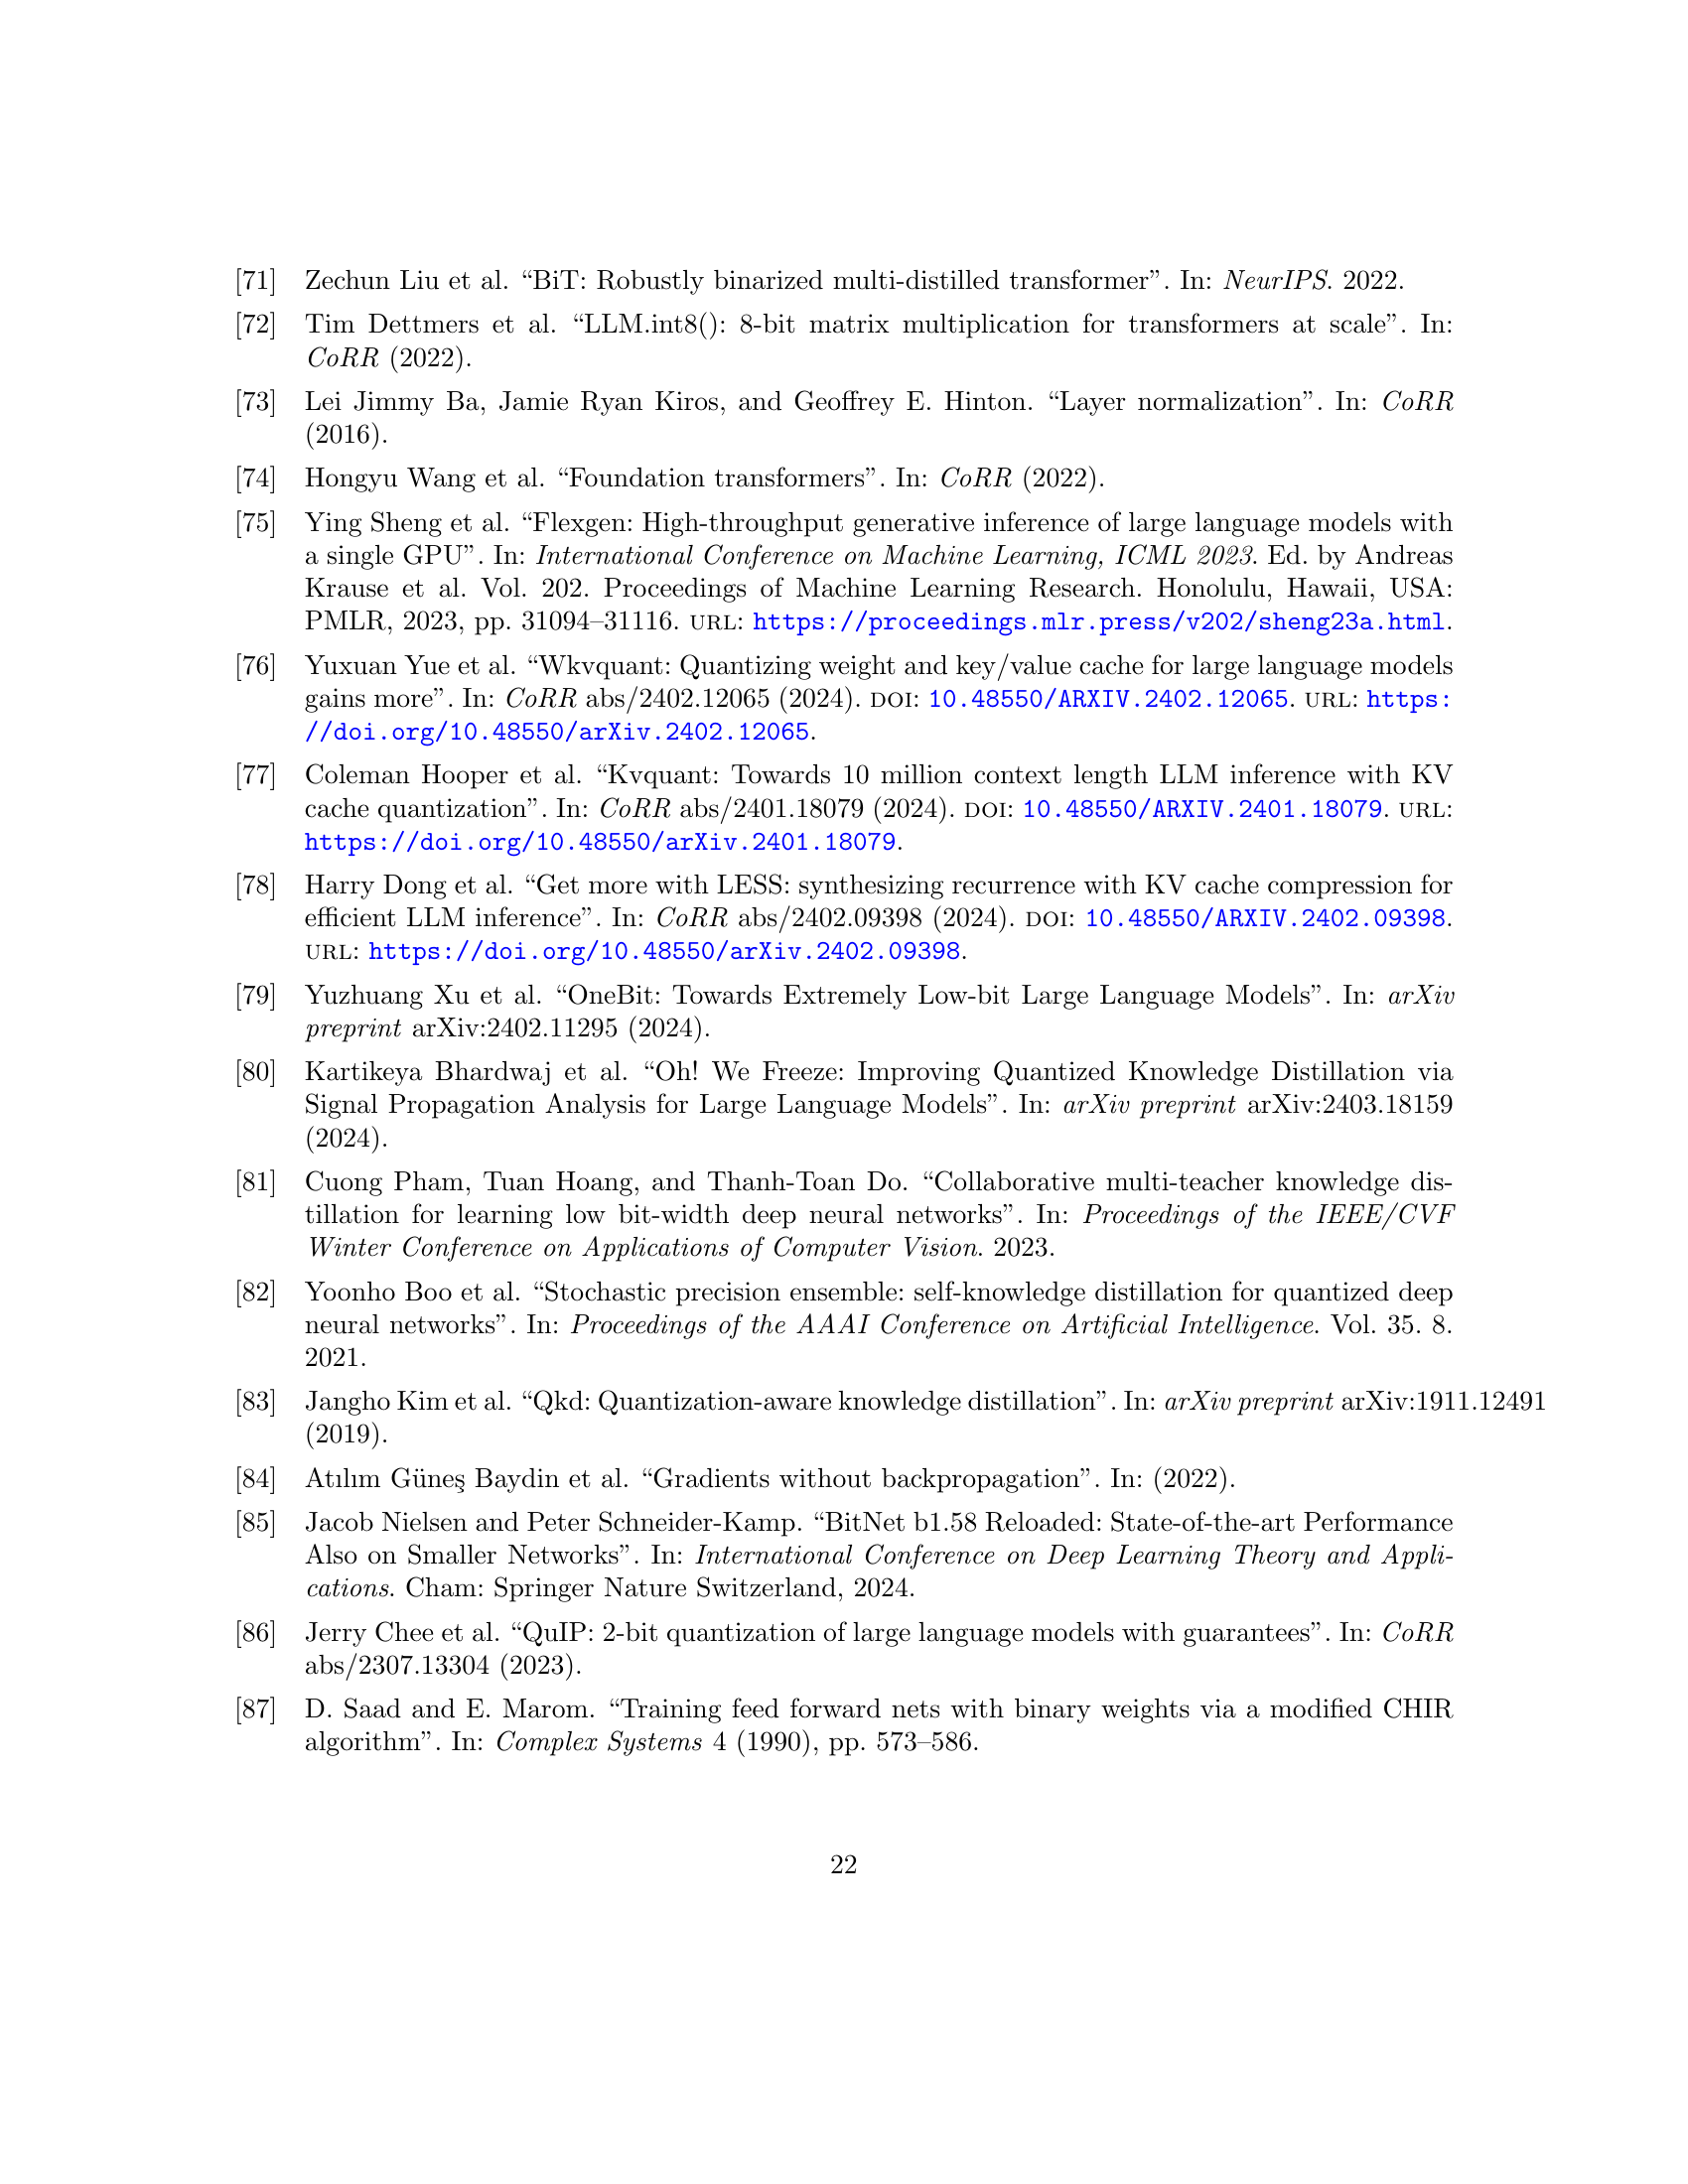 [71] Zechun Liu et al. “BiT: Robustly binarized multi-distilled transformer”. In: NeurIPS. 2022.
[72] Tim Dettmers et al. “LLM.int8(): 8-bit matrix multiplication for transformers at scale”. In:
CoRR (2022).
[73] Lei Jimmy Ba, Jamie Ryan Kiros, and Geoffrey E. Hinton. “Layer normalization”. In: CoRR
(2016).
[74] Hongyu Wang et al. “Foundation transformers”. In: CoRR (2022).
[75] Ying Sheng et al. “Flexgen: High-throughput generative inference of large language models with
a single GPU”. In: International Conference on Machine Learning, ICML 2023. Ed. by Andreas
Krause et al. Vol. 202. Proceedings of Machine Learning Research. Honolulu, Hawaii, USA:
PMLR, 2023, pp. 31094–31116. URL: https://proceedings.mlr.press/v202/sheng23a.html.
[76] Yuxuan Yue et al. “Wkvquant: Quantizing weight and key/value cache for large language models
gains more”. In: CoRR abs/2402.12065 (2024). DOI: 10.48550/ARXIV.2402.12065. URL: https:
//doi.org/10.48550/arXiv.2402.12065.
[77] Coleman Hooper et al. “Kvquant: Towards 10 million context length LLM inference with KV
cache quantization”. In: CoRR abs/2401.18079 (2024). DOI: 10.48550/ARXIV.2401.18079. URL:
https://doi.org/10.48550/arXiv.2401.18079.
[78] Harry Dong et al. “Get more with LESS: synthesizing recurrence with KV cache compression for
efficient LLM inference”. In: CoRR abs/2402.09398 (2024). DOI: 10.48550/ARXIV.2402.09398.
URL: https://doi.org/10.48550/arXiv.2402.09398.
[79] Yuzhuang Xu et al. “OneBit: Towards Extremely Low-bit Large Language Models”. In: arXiv
preprint arXiv:2402.11295 (2024).
[80] Kartikeya Bhardwaj et al. “Oh! We Freeze: Improving Quantized Knowledge Distillation via
Signal Propagation Analysis for Large Language Models”. In: arXiv preprint arXiv:2403.18159
(2024).
[81] Cuong Pham, Tuan Hoang, and Thanh-Toan Do. “Collaborative multi-teacher knowledge dis-
tillation for learning low bit-width deep neural networks”. In: Proceedings of the IEEE/CVF
Winter Conference on Applications of Computer Vision. 2023.
[82] Yoonho Boo et al. “Stochastic precision ensemble: self-knowledge distillation for quantized deep
neural networks”. In: Proceedings of the AAAI Conference on Artificial Intelligence. Vol. 35. 8.
2021.
[83] Jangho Kim et al. “Qkd: Quantization-aware knowledge distillation”. In: arXiv preprint arXiv:1911.12491
(2019).
[84] Atılım Güneş Baydin et al. “Gradients without backpropagation”. In: (2022).
[85] Jacob Nielsen and Peter Schneider-Kamp. “BitNet b1.58 Reloaded: State-of-the-art Performance
Also on Smaller Networks”. In: International Conference on Deep Learning Theory and Appli-
cations. Cham: Springer Nature Switzerland, 2024.
[86] Jerry Chee et al. “QuIP: 2-bit quantization of large language models with guarantees”. In: CoRR
abs/2307.13304 (2023).
[87] D. Saad and E. Marom. “Training feed forward nets with binary weights via a modified CHIR
algorithm”. In: Complex Systems 4 (1990), pp. 573–586.
22